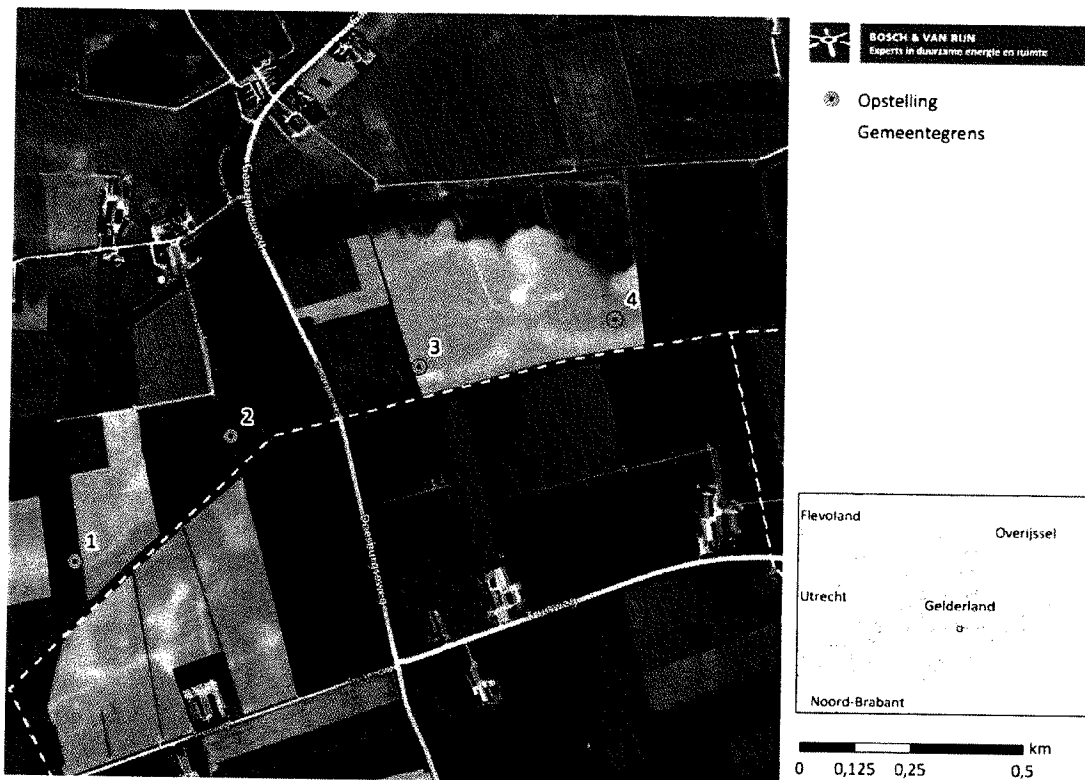 BOSCH & VAN RIJN
Experts in duurzame energie en ruimte
Opstelling
Gemeentegrens
4
3
2
1
Flevoland
Overijssel
Utrecht
Gelderland
Noord-Brabant
km
0 0,125 0,25 0,5